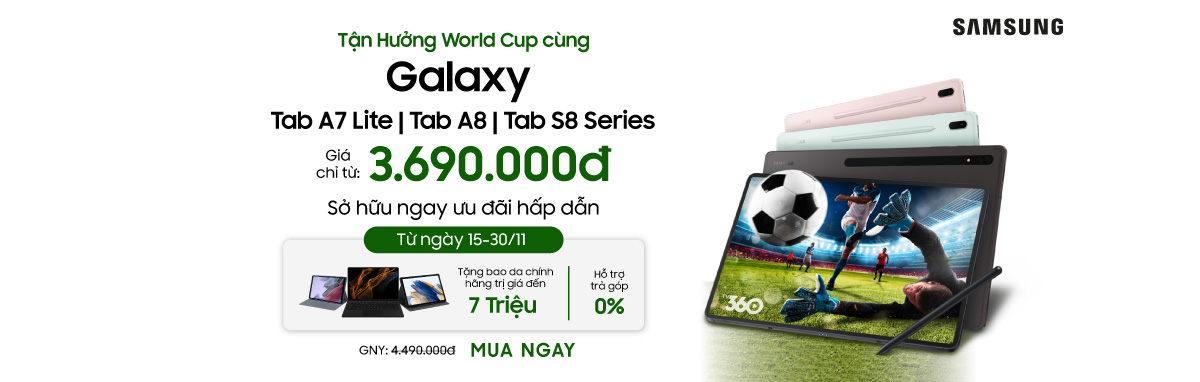 SAMSUNG
Tận Hưởng World Cup cùng
Galaxy
Tab A7 Lite | Tab A8 | Tab S8 Series
Giá
chỉ từ:
3.690.000đ
Sở hữu ngay ưu đãi hấp dẫn
Từ ngày 15-30/11
Tặng bao da chính
hãng trị giá đến
7 Triệu
Hỗ trợ
trả góp
0%
GNY: 4.490.000đ MUA NGAY
360